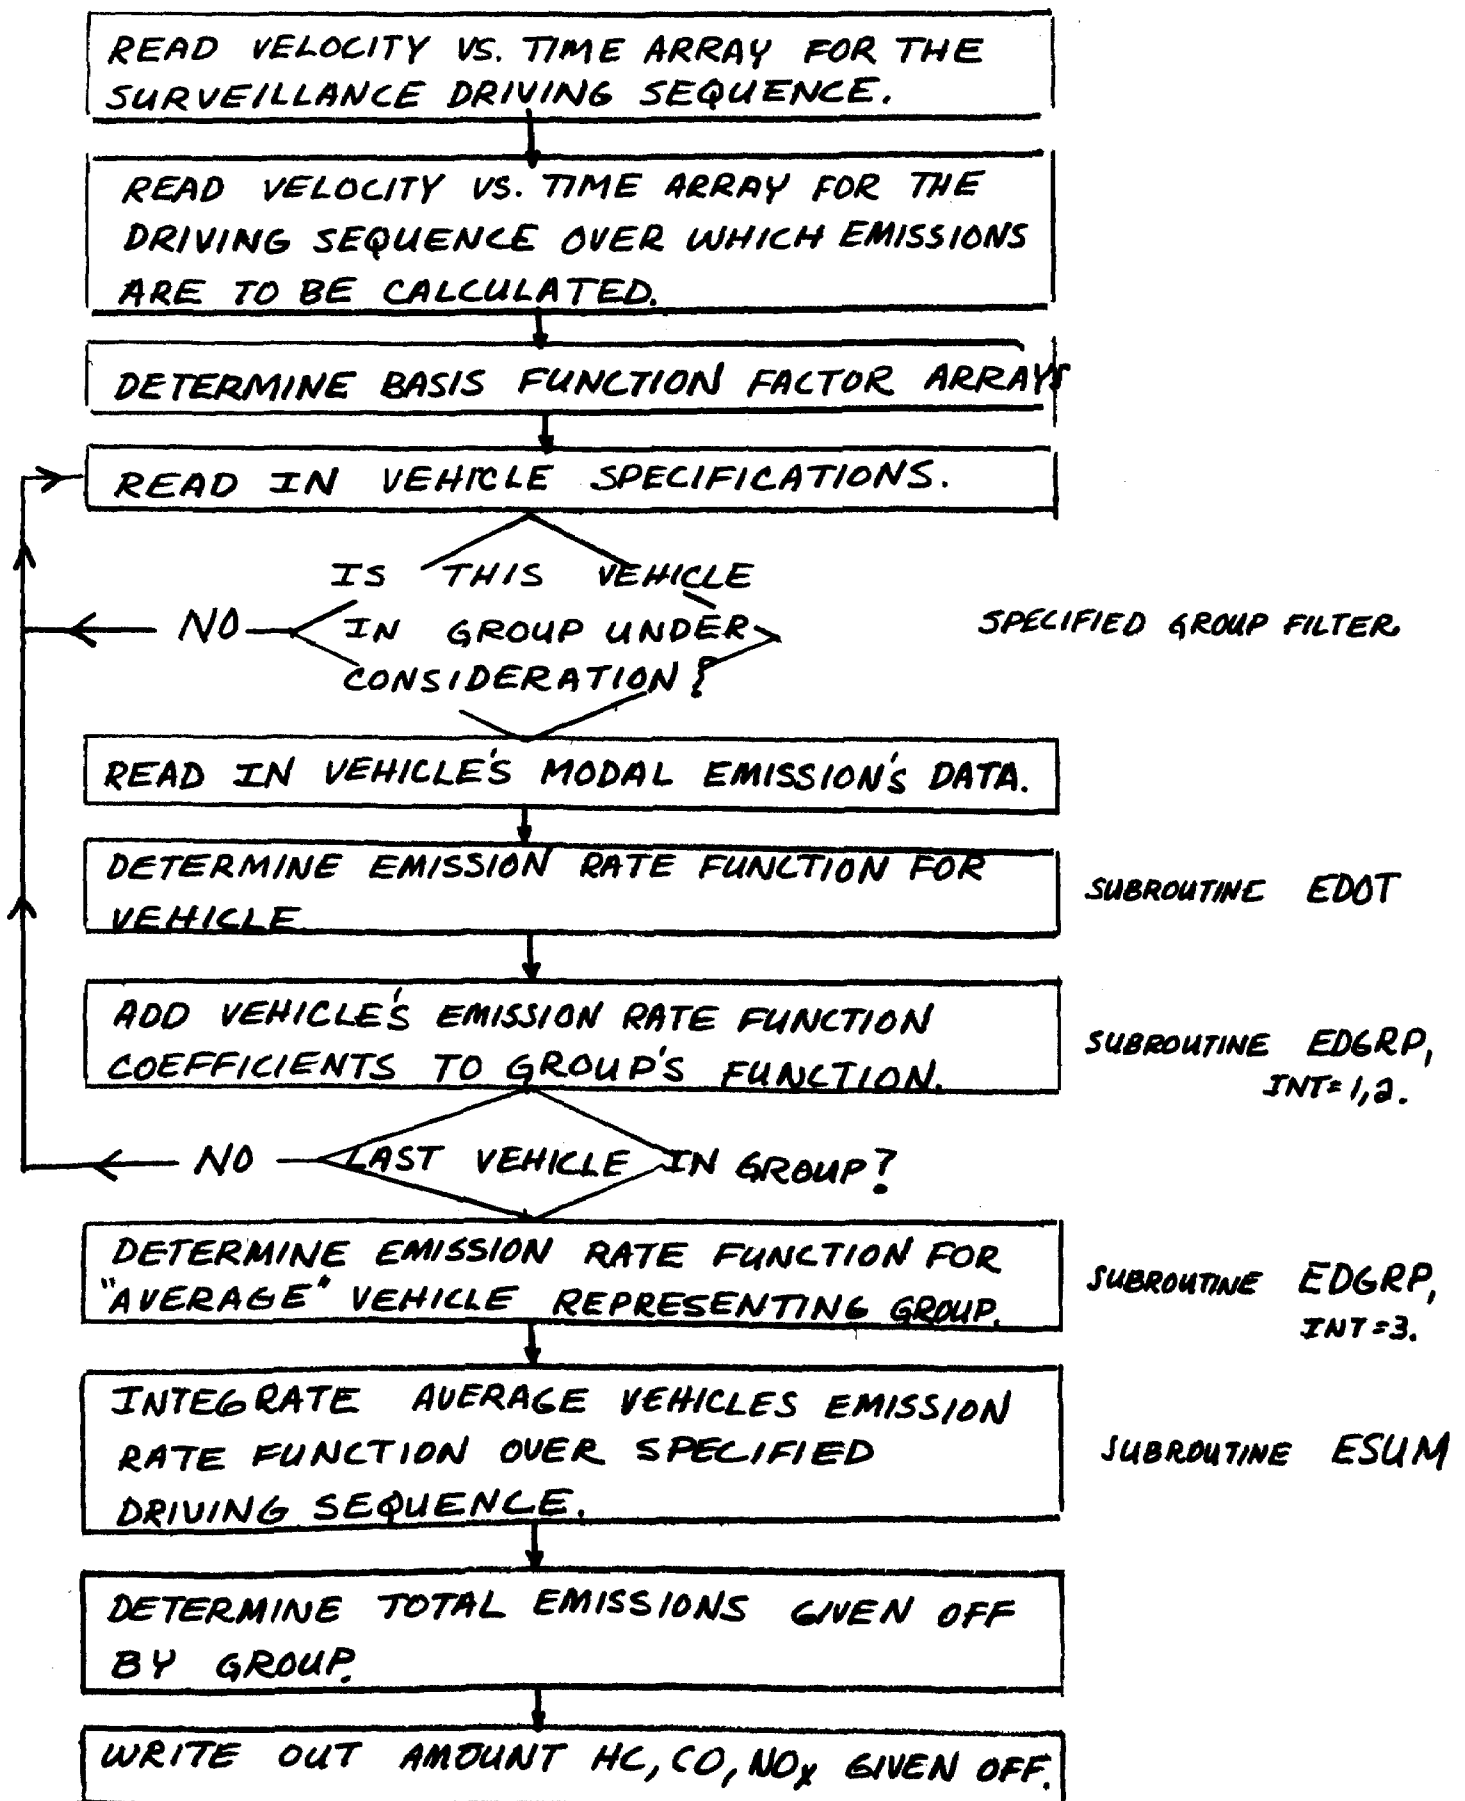 READ VELOCITY VS. TIME ARRAY FOR THE
SURVEILLANCE DRIVING SEQUENCE.
READ VELOCITY VS. TIME ARRAY FOR THE
DRIVING SEQUENCE OVER WHICH EMISSIONS
ARE TO BE CALCULATED.
DETERMINE BASIS FUNCTION FACTOR ARRAYS
READ IN VEHICLE SPECIFICATIONS.
IS THIS VEHICLE
NO IN GROUP UNDER SPECIFIED GROUP FILTER
CONSIDERATION?
READ IN VEHICLE'S MODAL EMISSION'S DATA.
DETERMINE EMISSION RATE FUNCTION FOR
VEHICLE.
SUBROUTINE EDOT
ADD VEHICLE'S EMISSION RATE FUNCTION
COEFFICIENTS TO GROUP'S FUNCTION.
SUBROUTINE EDGRP,
INT=1,2.
NO LAST VEHICLE IN GROUP?
DETERMINE EMISSION RATE FUNCTION FOR
"AVERAGE" VEHICLE REPRESENTING GROUP.
SUBROUTINE EDGRP,
INT=3.
INTEGRATE AVERAGE VEHICLES EMISSION
RATE FUNCTION OVER SPECIFIED
DRIVING SEQUENCE.
SUBROUTINE ESUM
DETERMINE TOTAL EMISSIONS GIVEN OFF
BY GROUP.
WRITE OUT AMOUNT HC, CO, NOx GIVEN OFF.